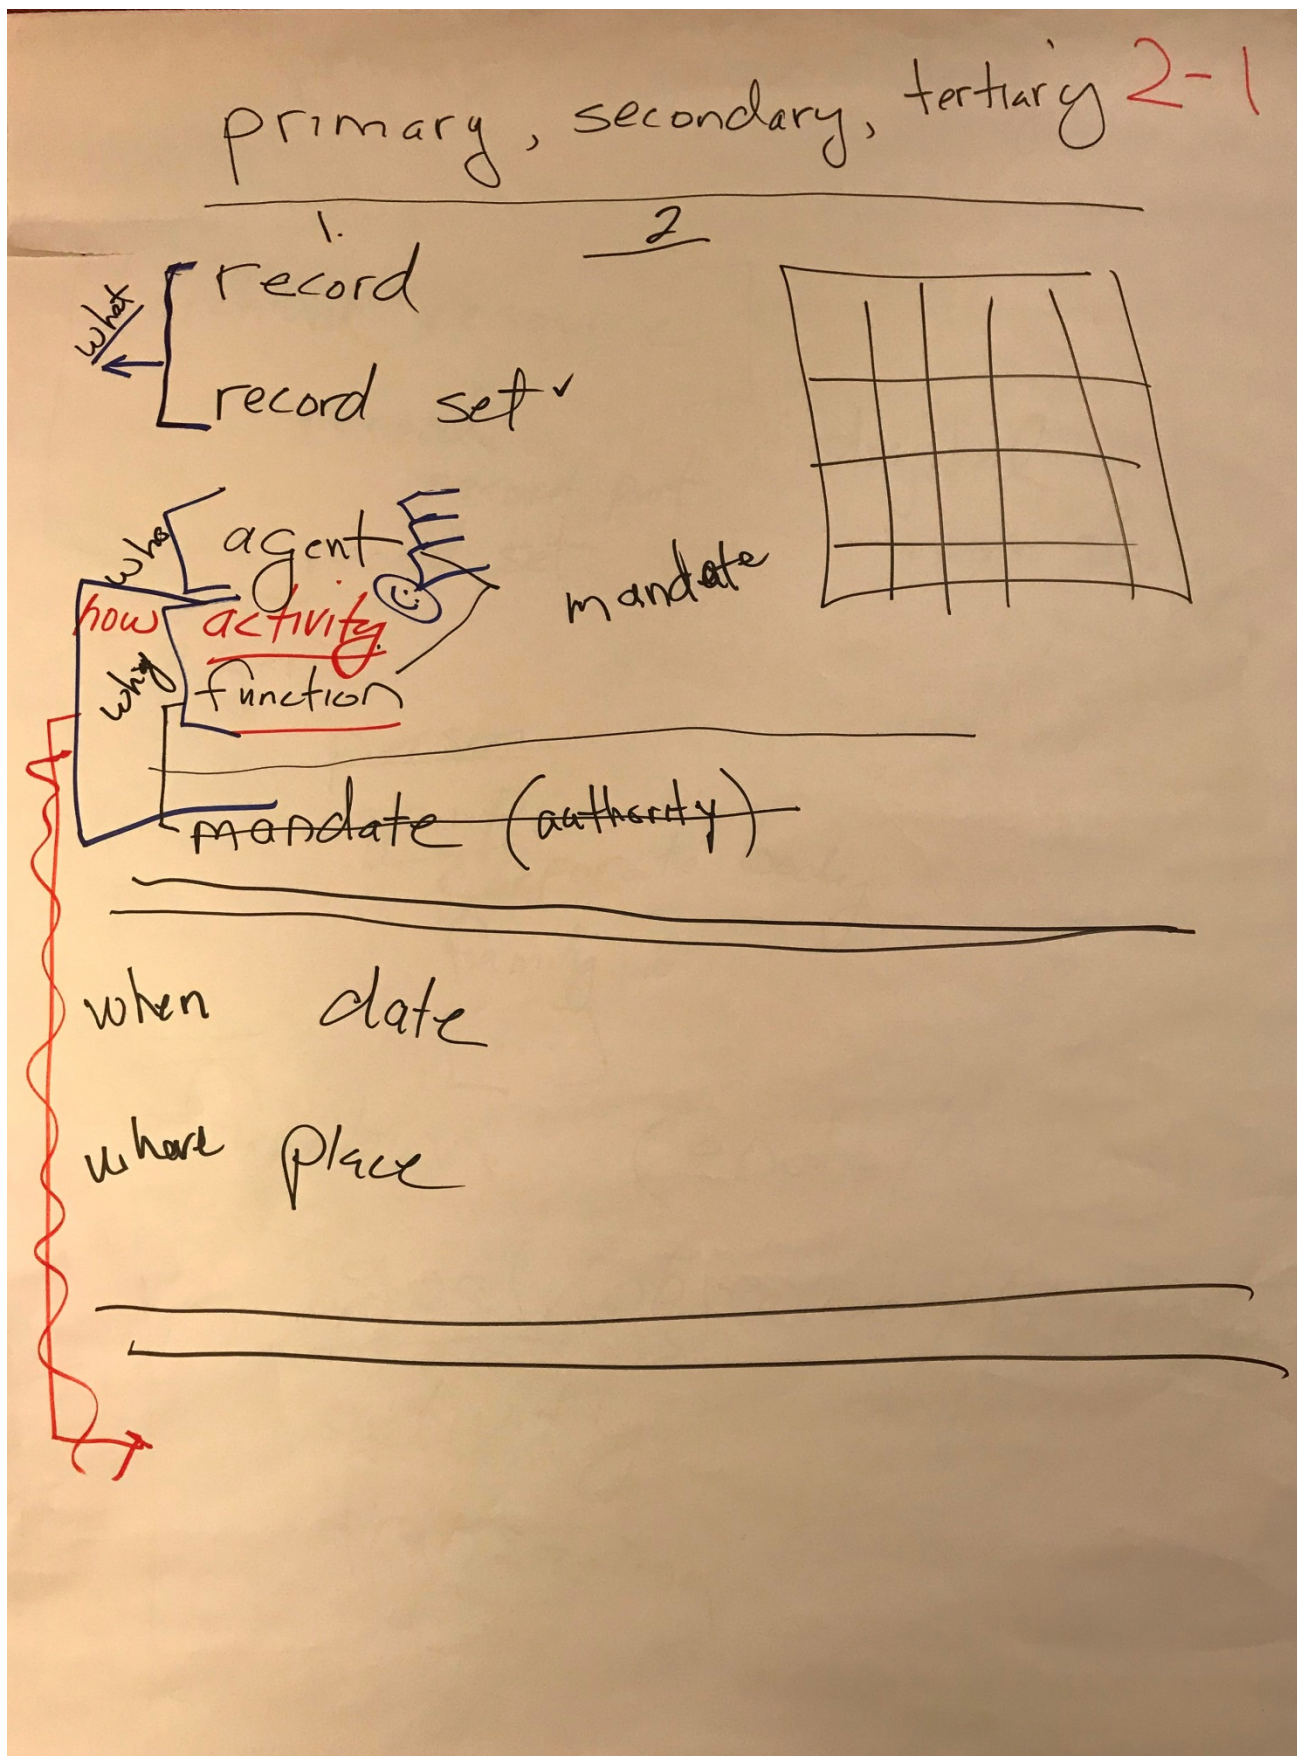 primary, secondary, tertiary 2-1
1. 2
what record
record set ✓
who agent
how activity
mandate
why function
mandate (authority)
when date
where place